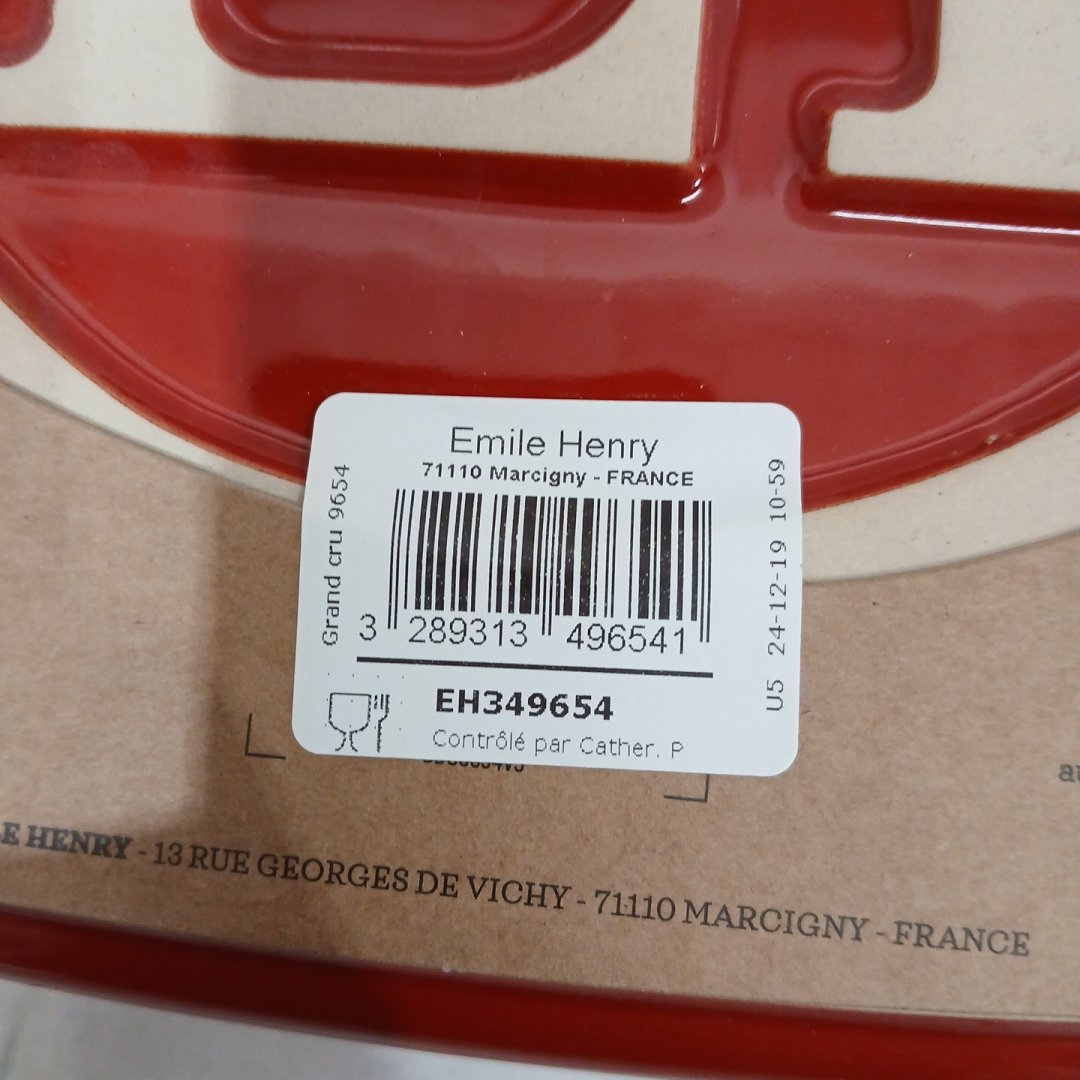 Emile Henry
71110 Marcigny - FRANCE
Grand cru 9654
3 289313 496541
U5 24-12-19 10-59
EH349654
Contrôlé par Cather. P
E HENRY - 13 RUE GEORGES DE VICHY - 71110 MARCIGNY - FRANCE